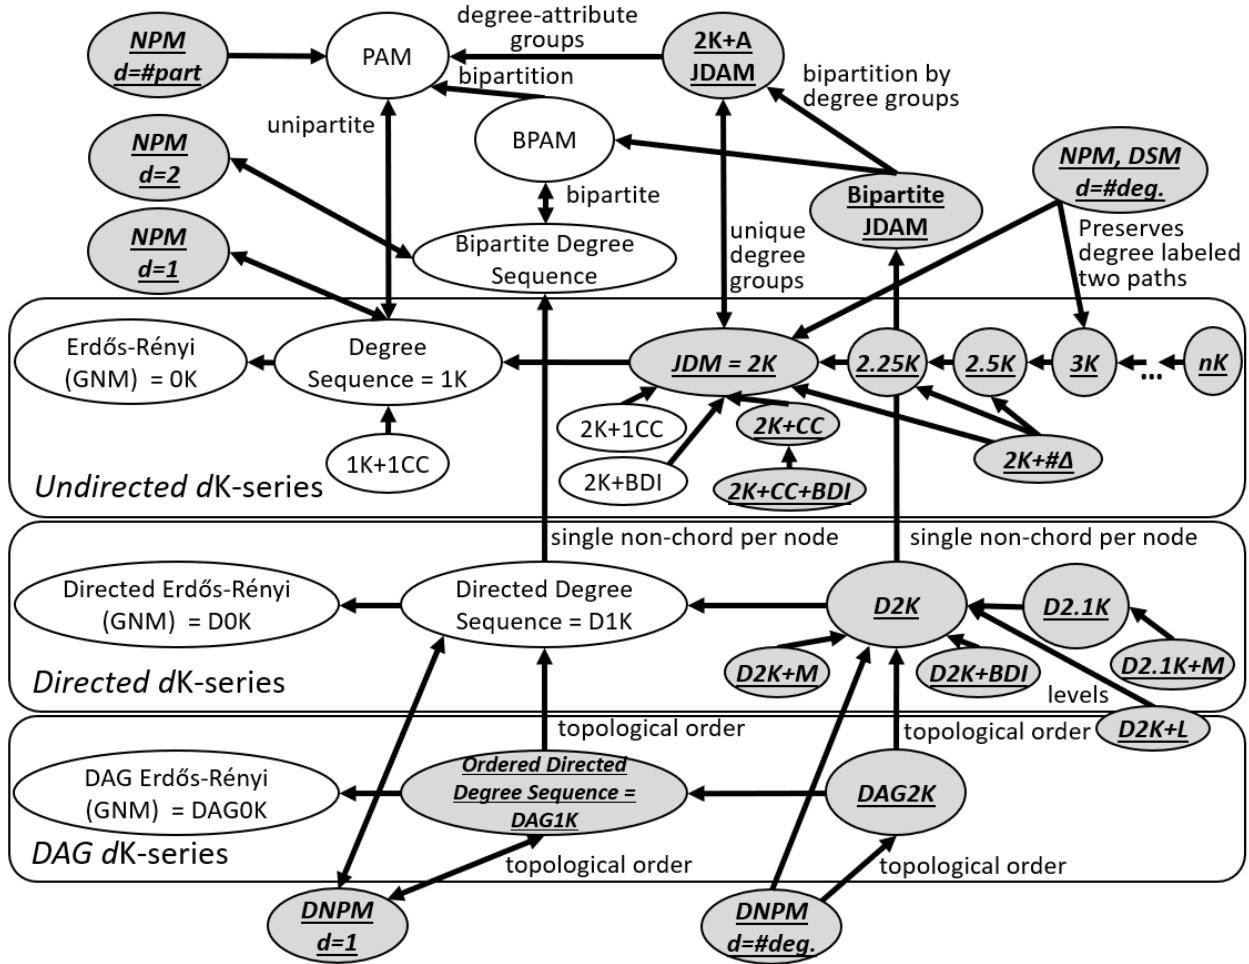 NPM
d=#part
PAM
degree-attribute
groups
2K+A
JDAM
bipartition
bipartition by
degree groups
unipartite
BPAM
NPM
d=2
NPM, DSM
d=#deg.
bipartite
Bipartite
JDAM
NPM
d=1
Bipartite Degree
Sequence
unique
degree
groups
Preserves
degree labeled
two paths
Erdős-Rényi
(GNM) = 0K
Degree
Sequence = 1K
JDM = 2K
2.25K
2.5K
3K
...
nK
1K+1CC
2K+1CC
2K+CC
2K+BDI
2K+CC+BDI
2K+#Δ
Undirected dK-series
single non-chord per node
single non-chord per node
Directed Erdős-Rényi
(GNM) = D0K
Directed Degree
Sequence = D1K
D2K
D2.1K
D2K+M
D2K+BDI
D2.1K+M
Directed dK-series
levels
topological order
topological order
D2K+L
DAG Erdős-Rényi
(GNM) = DAG0K
Ordered Directed
Degree Sequence =
DAG1K
DAG2K
DAG dK-series
topological order
topological order
DNPM
d=1
DNPM
d=#deg.